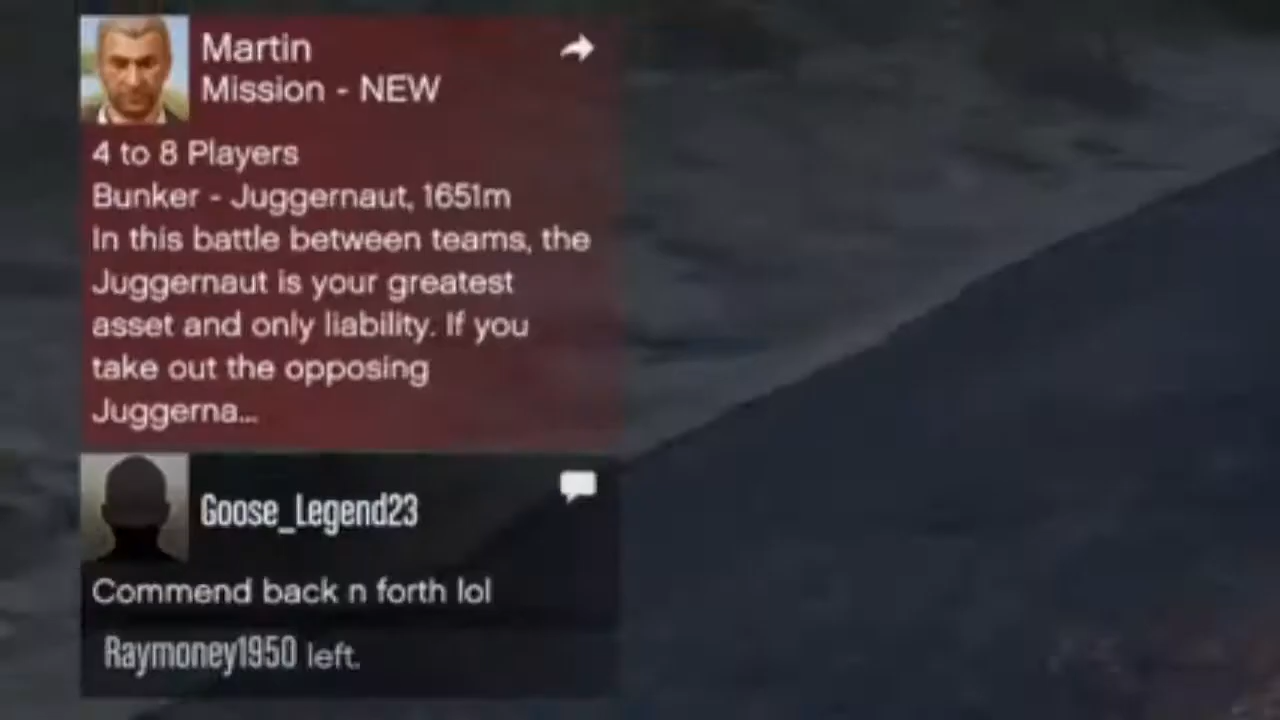 Martin
Mission - NEW
4 to 8 Players
Bunker - Juggernaut, 1651m
In this battle between teams, the
Juggernaut is your greatest
asset and only liability. If you
take out the opposing
Juggerna...
Goose_Legend23
Commend back n forth lol
Raymoney1950 left.